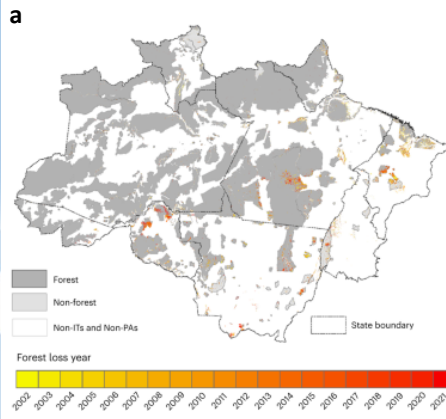 a
Forest
Non-forest
Non-ITs and Non-PAs
State boundary
Forest loss year
2002 2003 2004 2005 2006 2007 2008 2009 2010 2011 2012 2013 2014 2015 2016 2017 2018 2019 2020